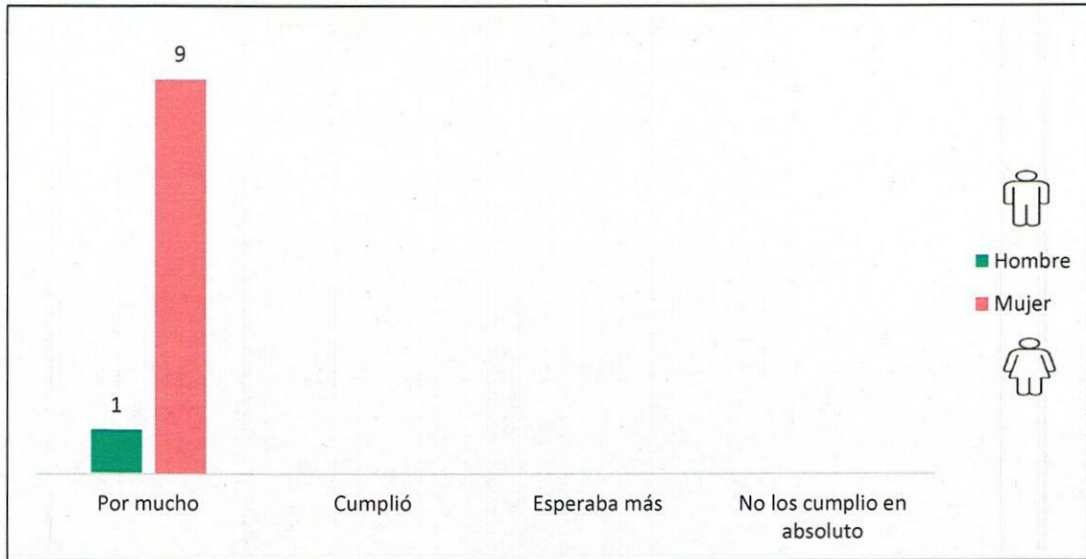 9
1
Hombre
Mujer
Por mucho
Cumplió
Esperaba más
No los cumplio en
absoluto